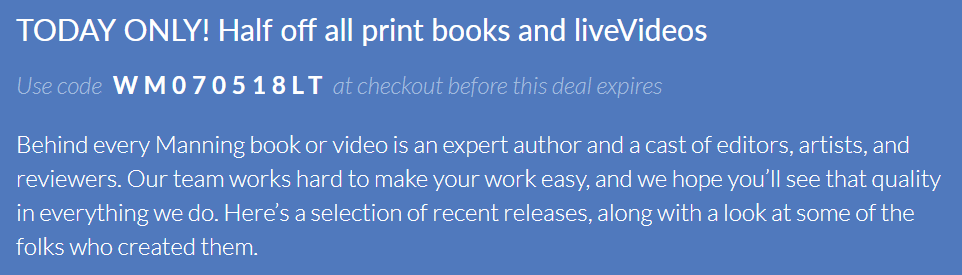 TODAY ONLY! Half off all print books and liveVideos
Use code WM070518LT at checkout before this deal expires
Behind every Manning book or video is an expert author and a cast of editors, artists, and
reviewers. Our team works hard to make your work easy, and we hope you’ll see that quality
in everything we do. Here’s a selection of recent releases, along with a look at some of the
folks who created them.